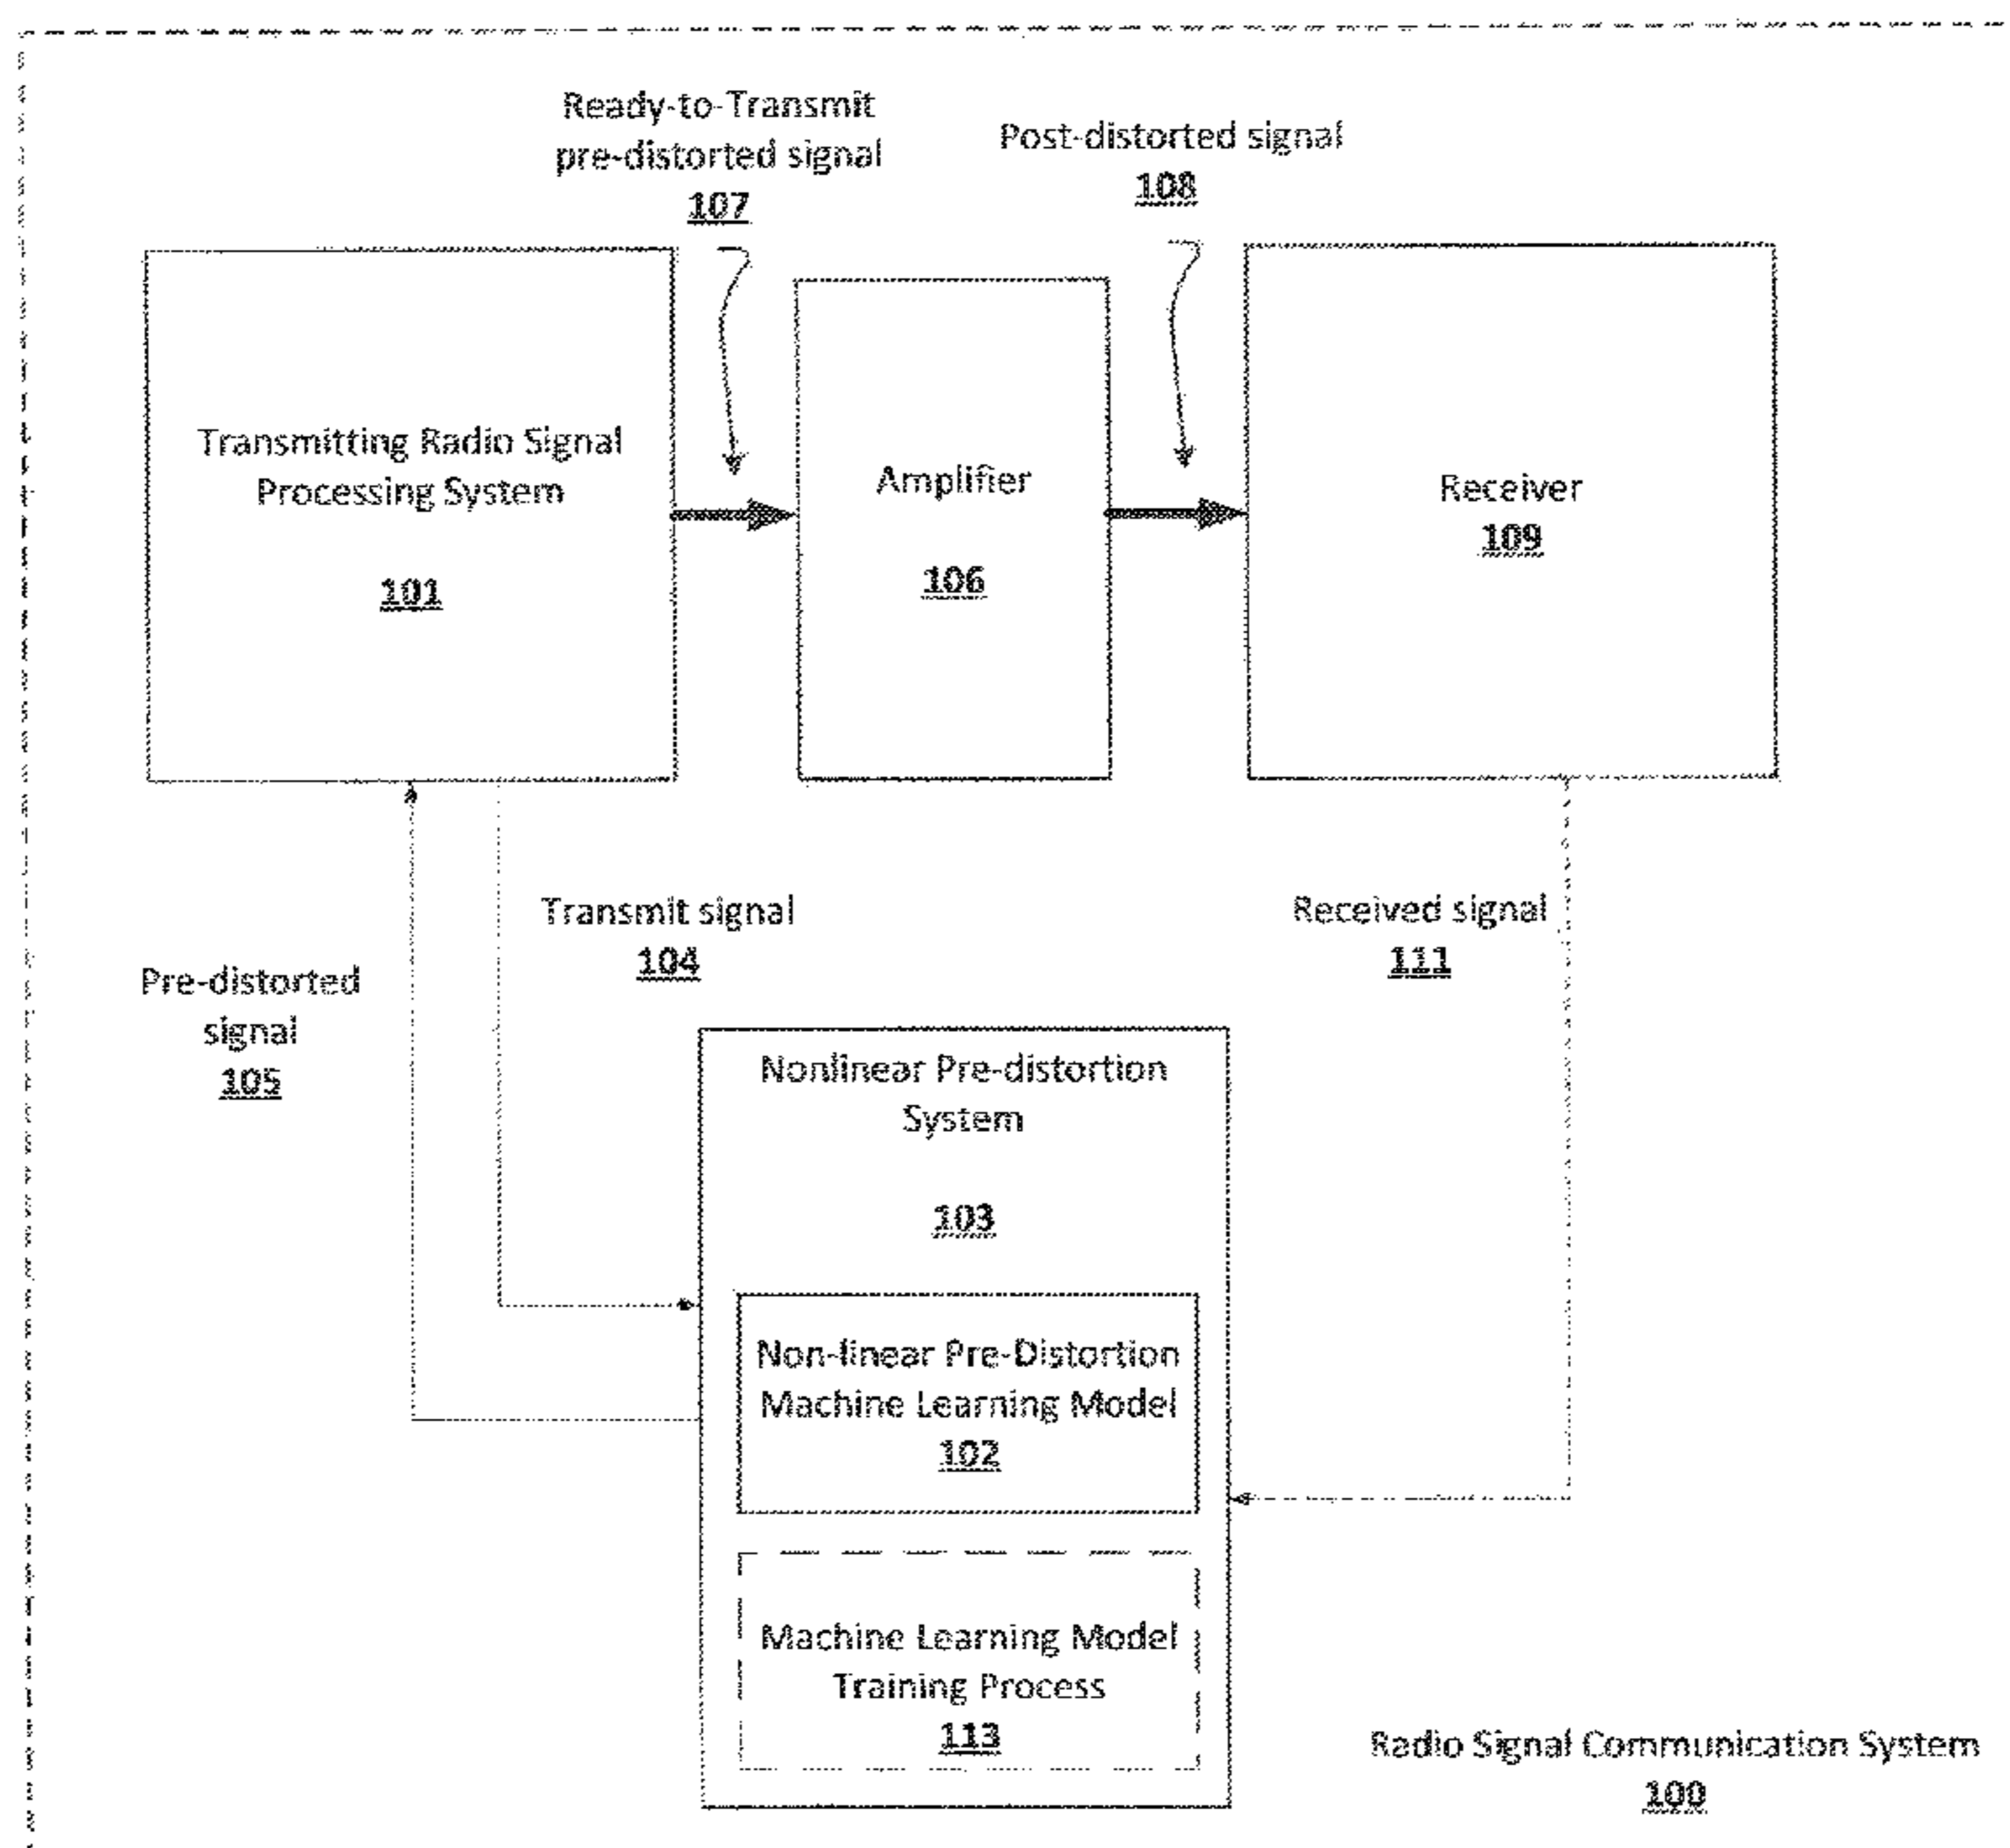 Ready-to-Transmit
pre-distorted signal
107
Post-distorted signal
108
Transmitting Radio Signal
Processing System
101
Amplifier
106
Receiver
109
Transmit signal
104
Received signal
111
Pre-distorted
signal
105
Nonlinear Pre-distortion
System
103
Non-linear Pre-Distortion
Machine Learning Model
102
Machine Learning Model
Training Process
113
Radio Signal Communication System
100